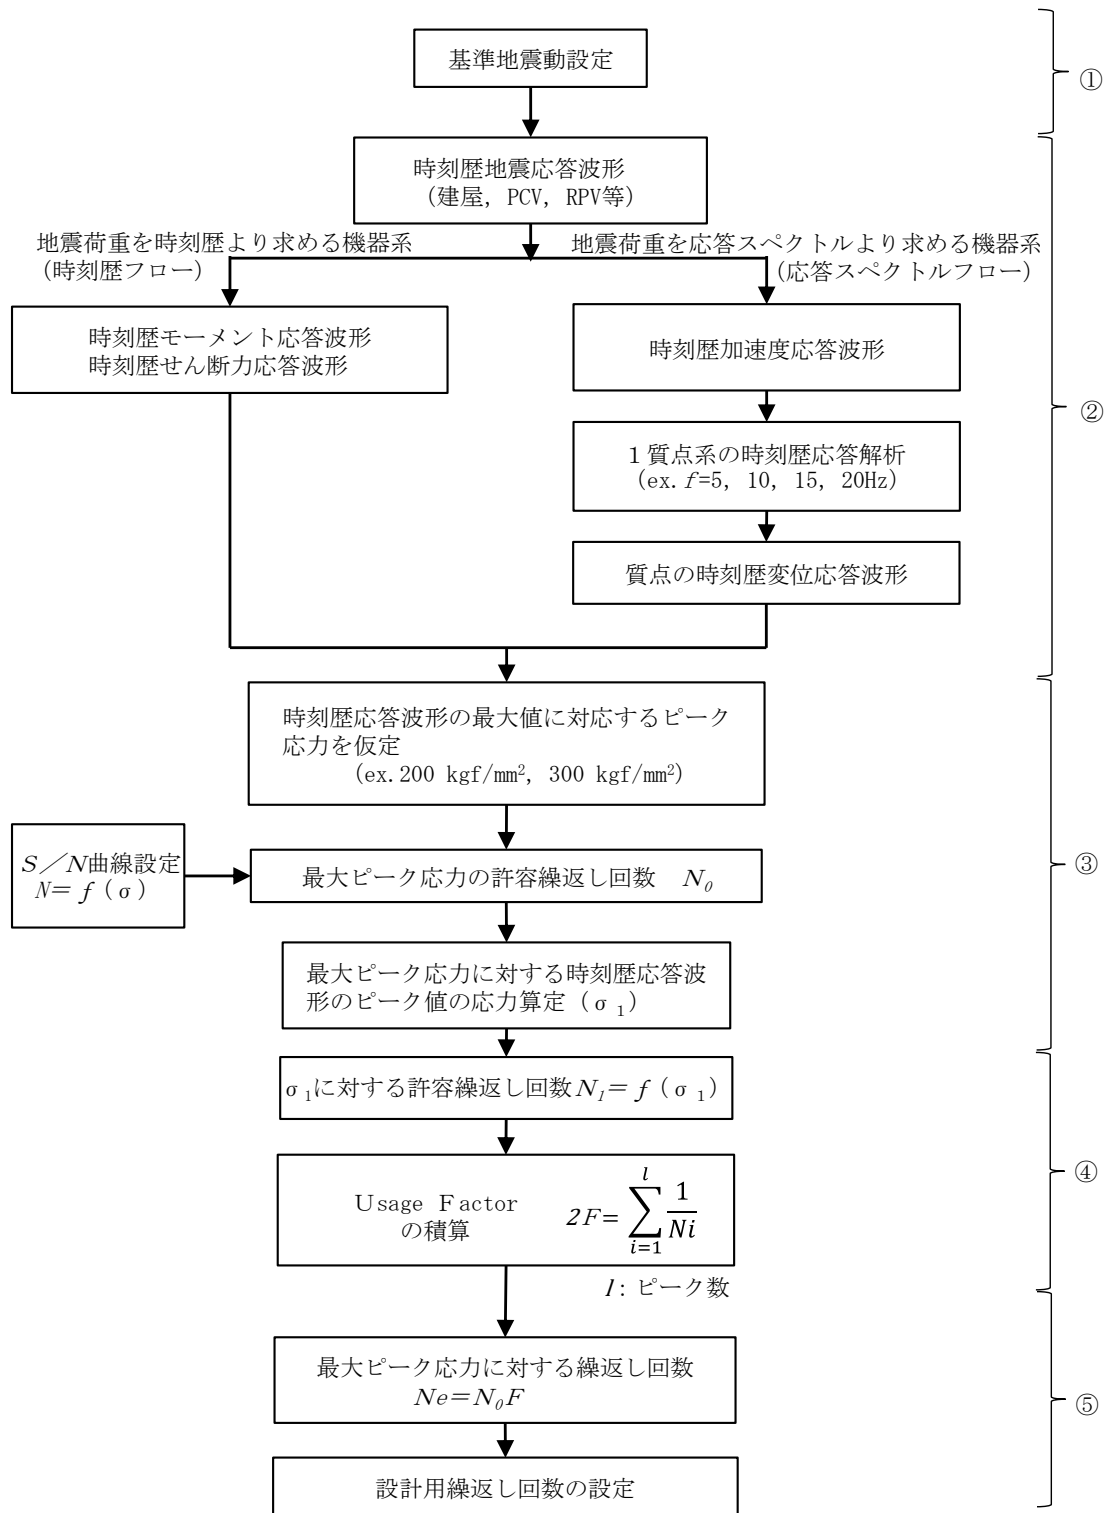 基準地震動設定
①
時刻歴地震応答波形
(建屋, PCV, RPV等)
地震荷重を時刻歴より求める機器系
(時刻歴フロー)
地震荷重を応答スペクトルより求める機器系
(応答スペクトルフロー)
時刻歴モーメント応答波形
時刻歴せん断力応答波形
時刻歴加速度応答波形
1質点系の時刻歴応答解析
(ex. f=5, 10, 15, 20Hz)
質点の時刻歴変位応答波形
②
時刻歴応答波形の最大値に対応するピーク
応力を仮定
(ex.200 kgf/mm², 300 kgf/mm²)
S/N曲線設定
N=f(σ)
最大ピーク応力の許容繰返し回数 N₀
最大ピーク応力に対する時刻歴応答波
形のピーク値の応力算定(σ₁)
③
σ₁に対する許容繰返し回数N₁=f(σ₁)
Usage Factor
の積算
2F=∑_{i=1}^{l} 1/Ni
l: ピーク数
④
最大ピーク応力に対する繰返し回数
Ne=N₀F
設計用繰返し回数の設定
⑤